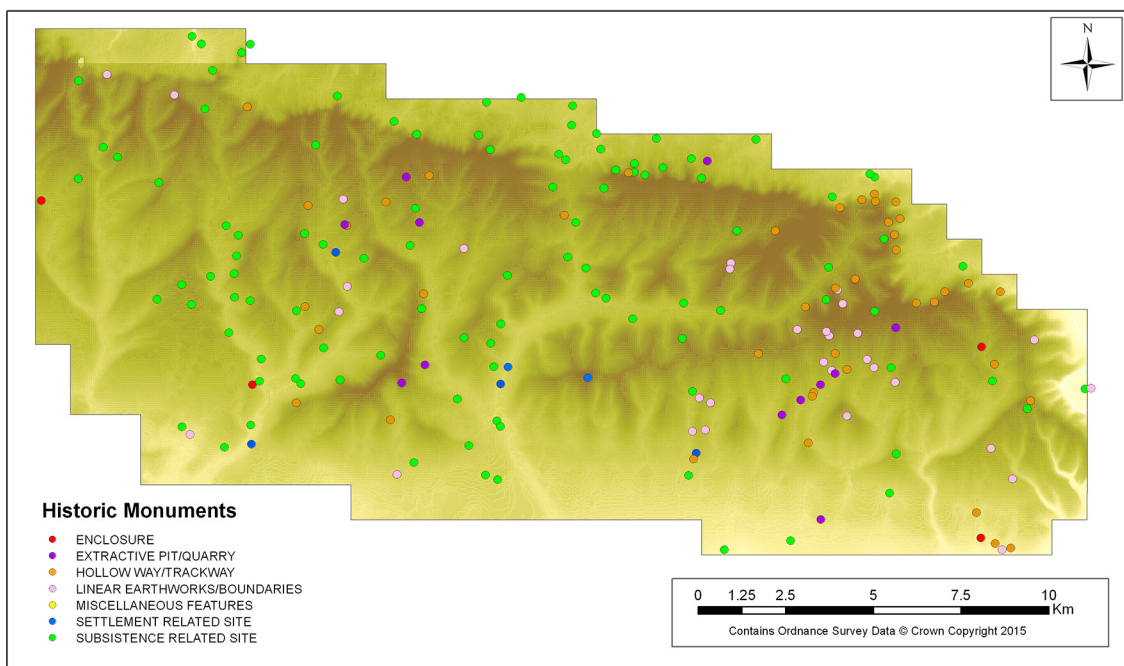 N
Historic Monuments
ENCLOSURE
EXTRACTIVE PIT/QUARRY
HOLLOW WAY/TRACKWAY
LINEAR EARTHWORKS/BOUNDARIES
MISCELLANEOUS FEATURES
SETTLEMENT RELATED SITE
SUBSISTENCE RELATED SITE
0 1.25 2.5 5 7.5 10
Km
Contains Ordnance Survey Data © Crown Copyright 2015